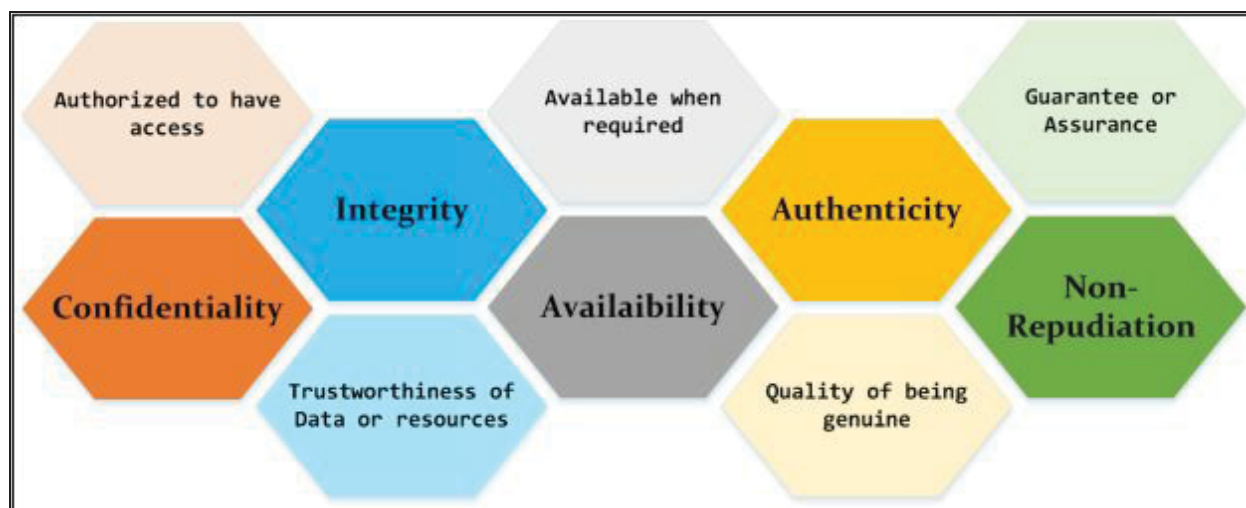 Authorized to have
access
Available when
required
Guarantee or
Assurance
Integrity
Authenticity
Confidentiality
Availaibility
Non-
Repudiation
Trustworthiness of
Data or resources
Quality of being
genuine